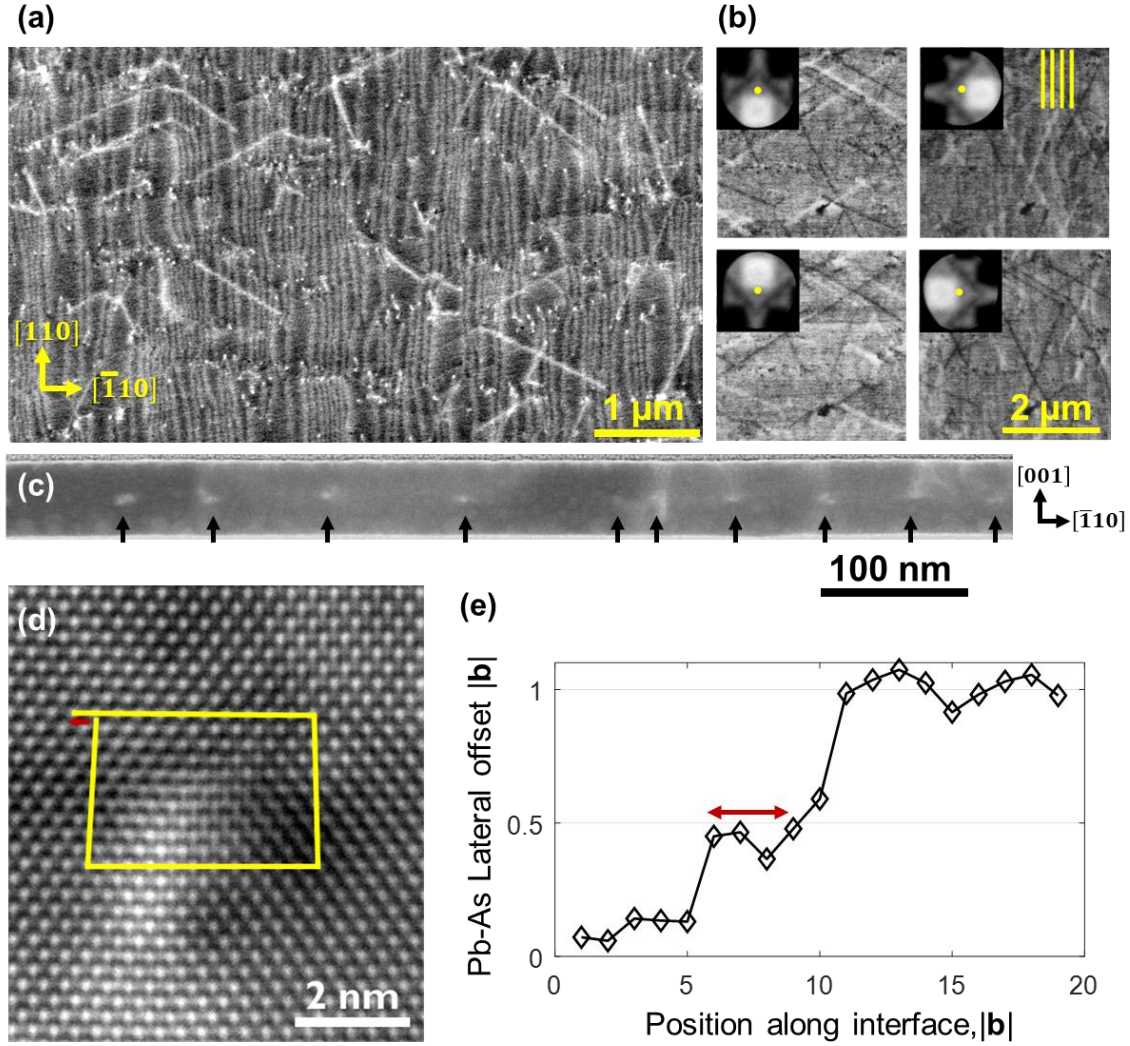 (a)
(b)
[110]
[1̅10]
1 μm
2 μm
(c)
[001]
[1̅10]
100 nm
(d)
2 nm
(e)
Pb-As Lateral offset |b|
1
0.5
0
0 5 10 15 20
Position along interface,|b|